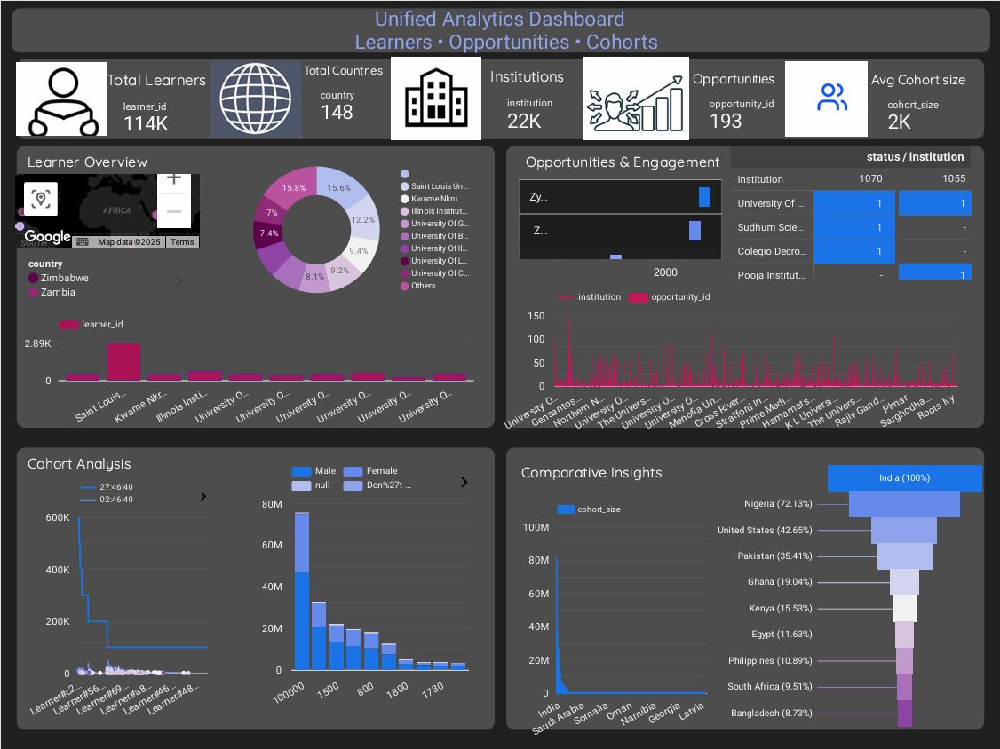 Unified Analytics Dashboard
Learners • Opportunities • Cohorts
Total Learners
learner_id
114K
Total Countries
country
148
Institutions
institution
22K
Opportunities
opportunity_id
193
Avg Cohort size
cohort_size
2K
Learner Overview
AFRICA
SOUTH
Google
Map data ©2025
Terms
country
Zimbabwe
Zambia
15.8%
15.6%
12.2%
9.4%
9.2%
8.1%
7.4%
7%
Saint Louis Un...
Kwame Nkru...
Illinois Institut...
University Of G...
University Of B...
University Of Il...
University Of L...
University Of C...
Others
learner_id
2.89K
0
Saint Louis...
Kwame Nkr...
Illinois Insti...
University O...
University O...
University O...
University O...
University O...
University O...
Opportunities & Engagement
Zy...
Z...
2000
status / institution
institution 1070 1055
University Of ... 1 1
Sudhum Scie... 1 -
Colegio Decro... 1 -
Pooja Institut... - 1
institution
opportunity_id
150
100
50
0
University O...
Gensantos...
Northern N...
University O...
The Univers...
University O...
University O...
Menofia Un...
Cross River...
Stratford In...
Prime Medi...
Hamamats...
K L Universi...
The Univers...
Rajiv Gand...
Pimar
Sarghodha...
Roots Ivy
Cohort Analysis
27:46:40
02:46:40
600K
400K
200K
0
Learner#c2...
Learner#56...
Learner#69...
Learner#a8...
Learner#46...
Learner#48...
Male
Female
null
Don%27t ...
80M
60M
40M
20M
0
100000
1500
800
1800
1730
Comparative Insights
cohort_size
100M
80M
60M
40M
20M
0
India
Saudi Arabia
Somalia
Oman
Namibia
Georgia
Latvia
India (100%)
Nigeria (72.13%)
United States (42.65%)
Pakistan (35.41%)
Ghana (19.04%)
Kenya (15.53%)
Egypt (11.63%)
Philippines (10.89%)
South Africa (9.51%)
Bangladesh (8.73%)